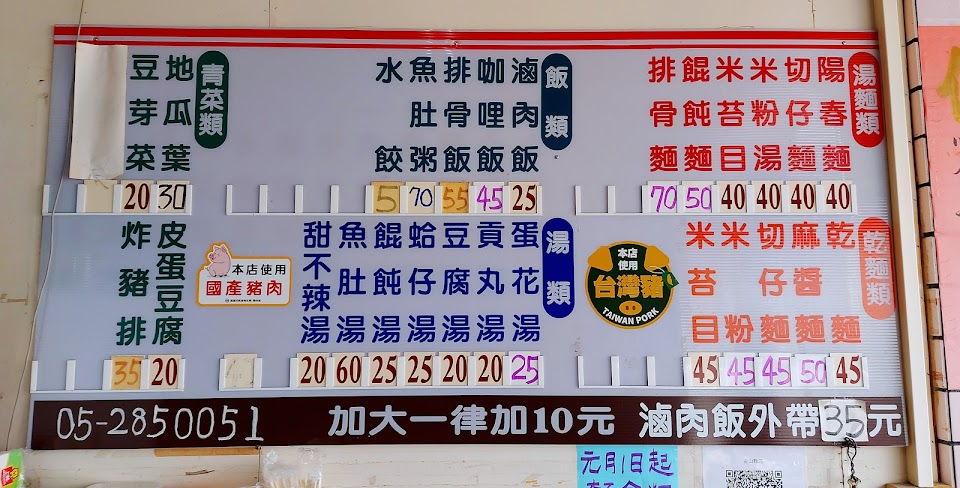 湯麵類
陽春麵
40
切仔麵
40
米粉湯
40
米苔目
40
餛飩麵
50
排骨麵
70
飯類
滷肉飯
25
咖哩飯
45
排骨飯
55
魚肚粥
70
水餃
5
青菜類
地瓜葉
30
豆芽菜
20
乾麵類
乾麵
45
麻醬麵
50
切仔麵
45
米粉
45
米苔目
45
本店
使用
台灣豬
TAIWAN PORK
湯類
蛋花湯
25
貢丸湯
20
豆腐湯
20
蛤仔湯
25
餛飩湯
25
魚肚湯
60
甜不辣湯
20
本店使用
國產豬肉
皮蛋豆腐
20
炸豬排
35
05-2850051 加大一律加10元 滷肉飯外帶35元
元月1日起